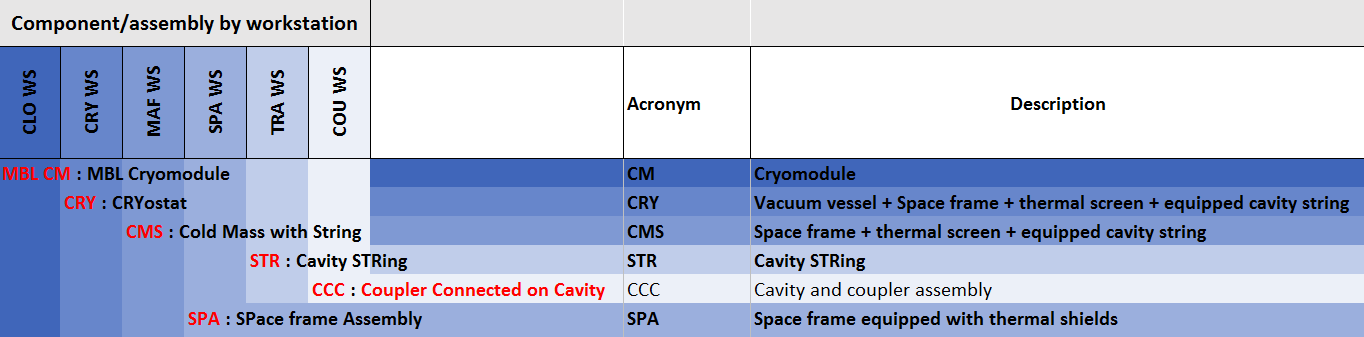 Component/assembly by workstation
CLO WS CRY WS MAF WS SPA WS TRA WS COU WS Acronym Description
MBL CM : MBL Cryomodule CM Cryomodule
CRY : CRYostat CRY Vacuum vessel + Space frame + thermal screen + equipped cavity string
CMS : Cold Mass with String CMS Space frame + thermal screen + equipped cavity string
STR : Cavity STRing STR Cavity STRing
CCC : Coupler Connected on Cavity CCC Cavity and coupler assembly
SPA : SPace frame Assembly SPA Space frame equipped with thermal shields